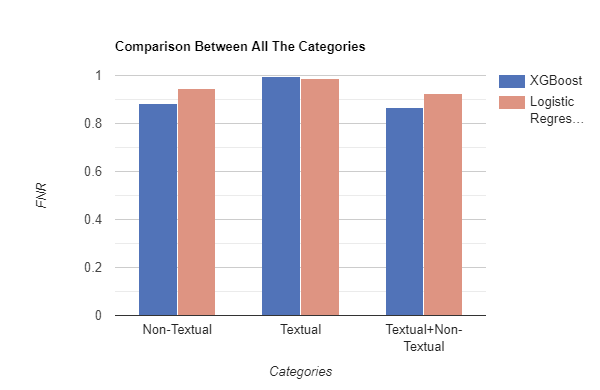 Comparison Between All The Categories
1
0.8
0.6
0.4
0.2
0
FNR
Non-Textual
Textual
Textual+Non-
Textual
Categories
XGBoost
Logistic
Regres…